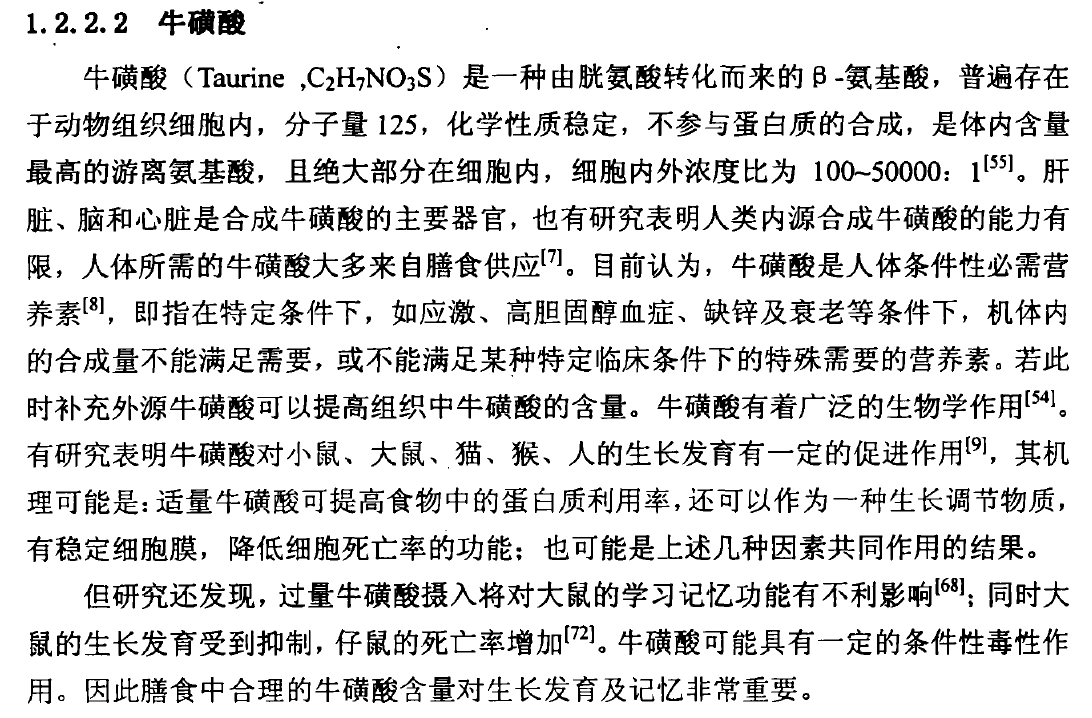 1.2.2.2 牛磺酸
牛磺酸（Taurine ,C₂H₇NO₃S）是一种由胱氨酸转化而来的β-氨基酸，普遍存在
于动物组织细胞内，分子量 125，化学性质稳定，不参与蛋白质的合成，是体内含量
最高的游离氨基酸，且绝大部分在细胞内，细胞内外浓度比为 100~50000：1[55]。肝
脏、脑和心脏是合成牛磺酸的主要器官，也有研究表明人类内源合成牛磺酸的能力有
限，人体所需的牛磺酸大多来自膳食供应[7]。目前认为，牛磺酸是人体条件性必需营
养素[8]，即指在特定条件下，如应激、高胆固醇血症、缺锌及衰老等条件下，机体内
的合成量不能满足需要，或不能满足某种特定临床条件下的特殊需要的营养素。若此
时补充外源牛磺酸可以提高组织中牛磺酸的含量。牛磺酸有着广泛的生物学作用[54]。
有研究表明牛磺酸对小鼠、大鼠、猫、猴、人的生长发育有一定的促进作用[9]，其机
理可能是：适量牛磺酸可提高食物中的蛋白质利用率，还可以作为一种生长调节物质，
有稳定细胞膜，降低细胞死亡率的功能；也可能是上述几种因素共同作用的结果。
但研究还发现，过量牛磺酸摄入将对大鼠的学习记忆功能有不利影响[68]；同时大
鼠的生长发育受到抑制，仔鼠的死亡率增加[72]。牛磺酸可能具有一定的条件性毒性作
用。因此膳食中合理的牛磺酸含量对生长发育及记忆非常重要。